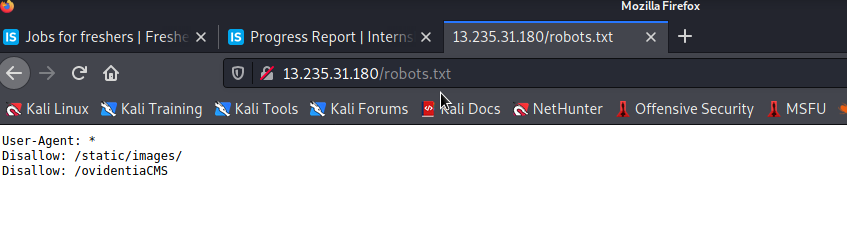 Mozilla Firefox
IS Jobs for freshers | Freshe
IS Progress Report | Interns
13.235.31.180/robots.txt
13.235.31.180/robots.txt
Kali Linux Kali Training Kali Tools Kali Forums Kali Docs NetHunter Offensive Security MSFU
User-Agent: *
Disallow: /static/images/
Disallow: /ovidentiaCMS